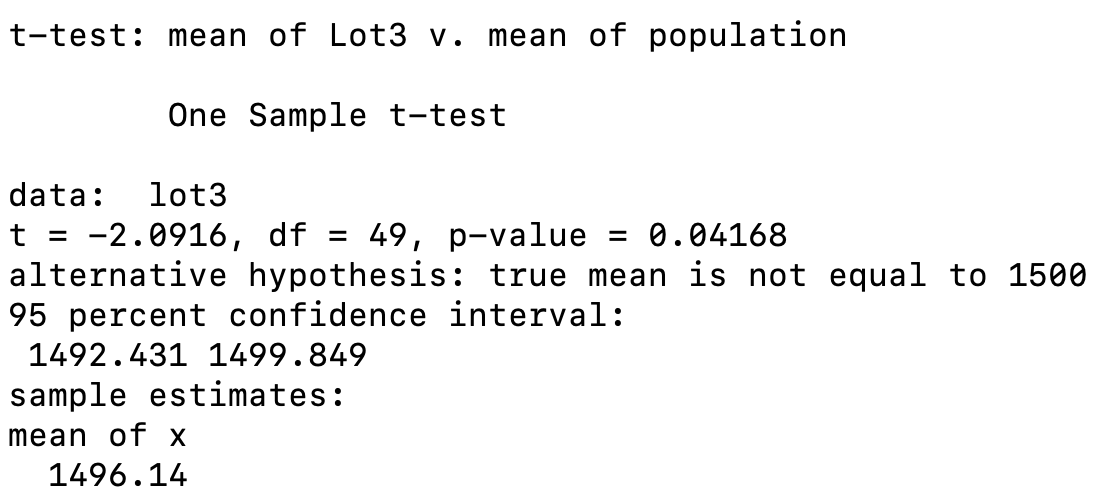 t-test: mean of Lot3 v. mean of population
One Sample t-test
data:  lot3
t = -2.0916, df = 49, p-value = 0.04168
alternative hypothesis: true mean is not equal to 1500
95 percent confidence interval:
1492.431 1499.849
sample estimates:
mean of x
1496.14